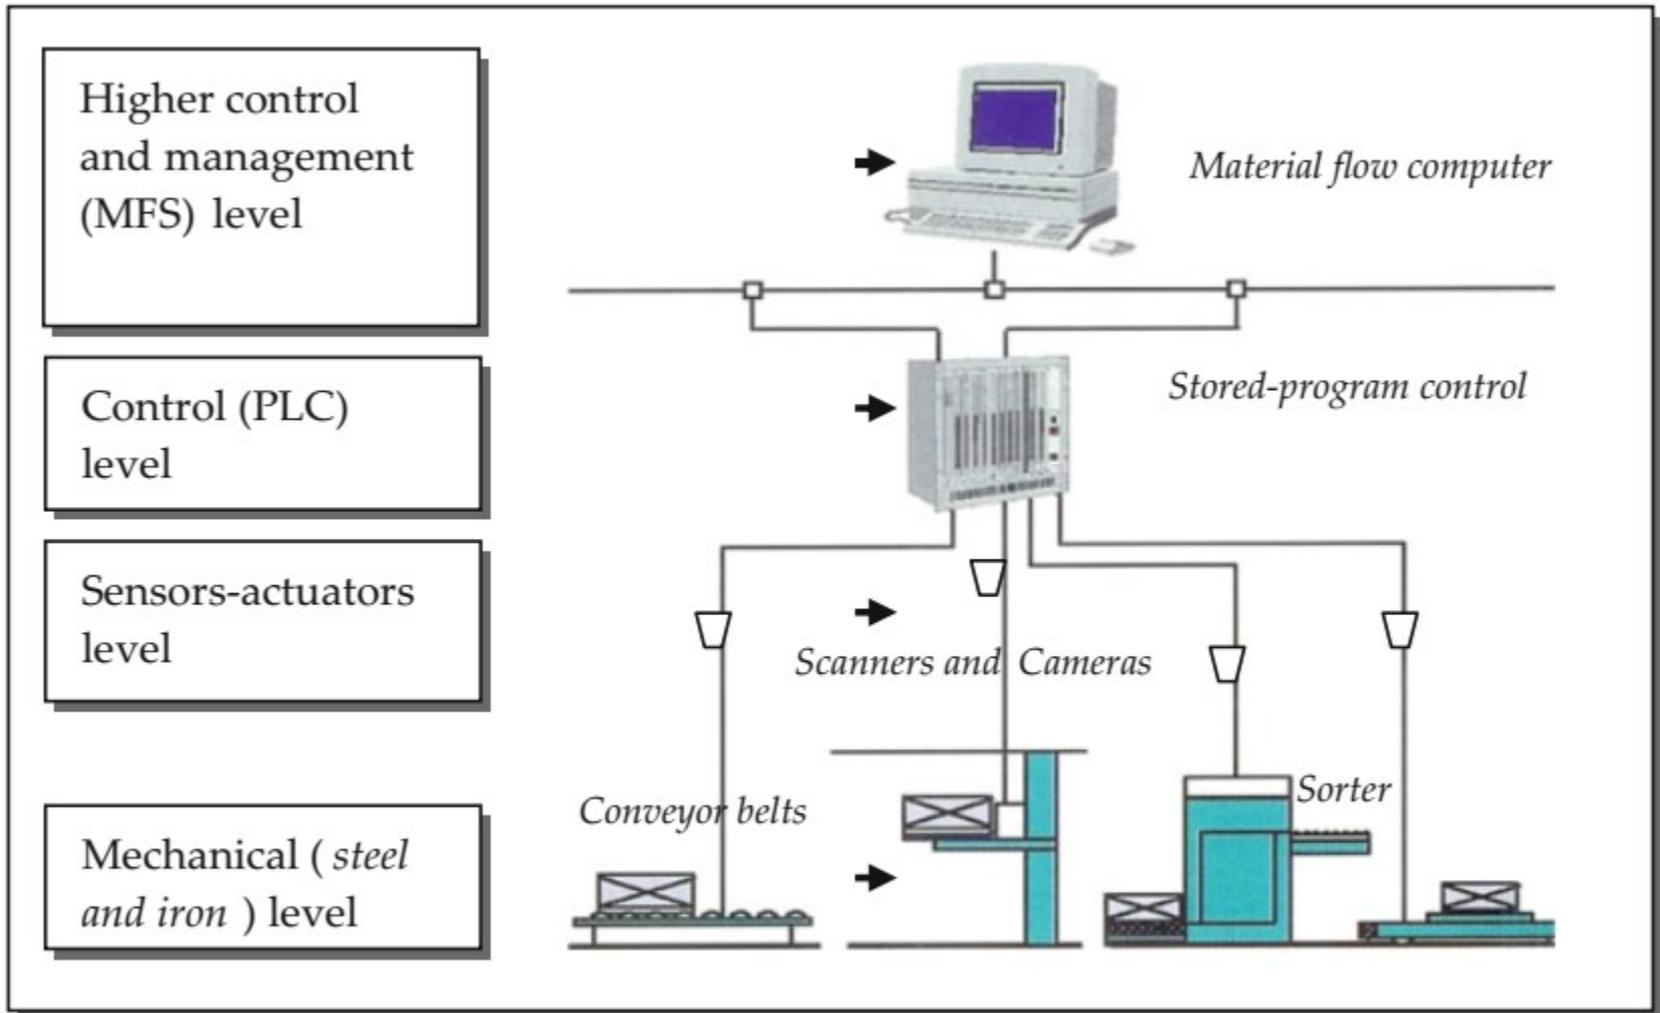 Higher control
and management
(MFS) level
Material flow computer
Control (PLC)
level
Stored-program control
Sensors-actuators
level
Scanners and Cameras
Conveyor belts
Sorter
Mechanical ( steel
and iron ) level